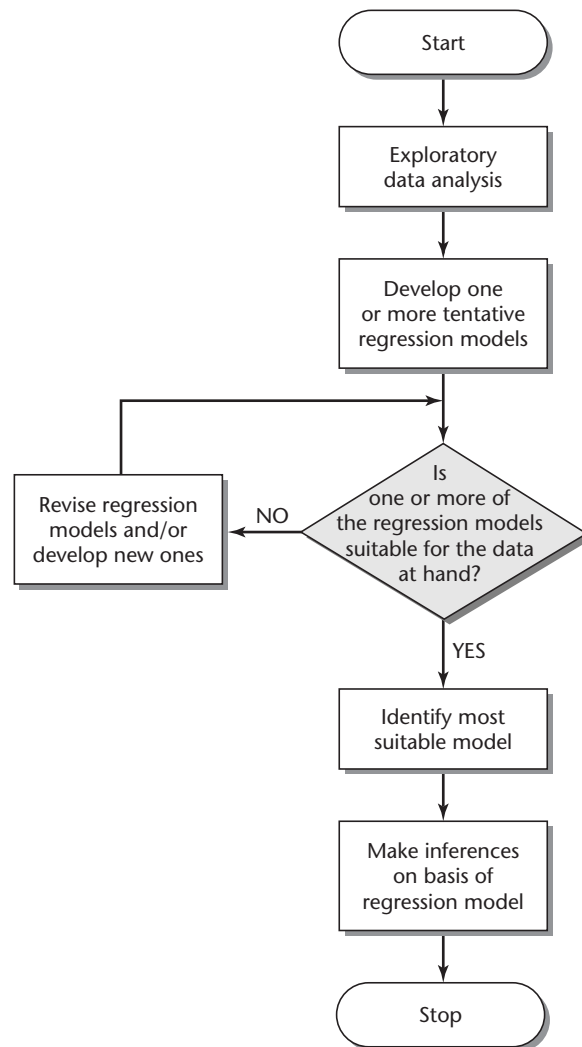 Start
Exploratory
data analysis
Develop one
or more tentative
regression models
Is
one or more of
the regression models
suitable for the data
at hand?
NO
Revise regression
models and/or
develop new ones
YES
Identify most
suitable model
Make inferences
on basis of
regression model
Stop